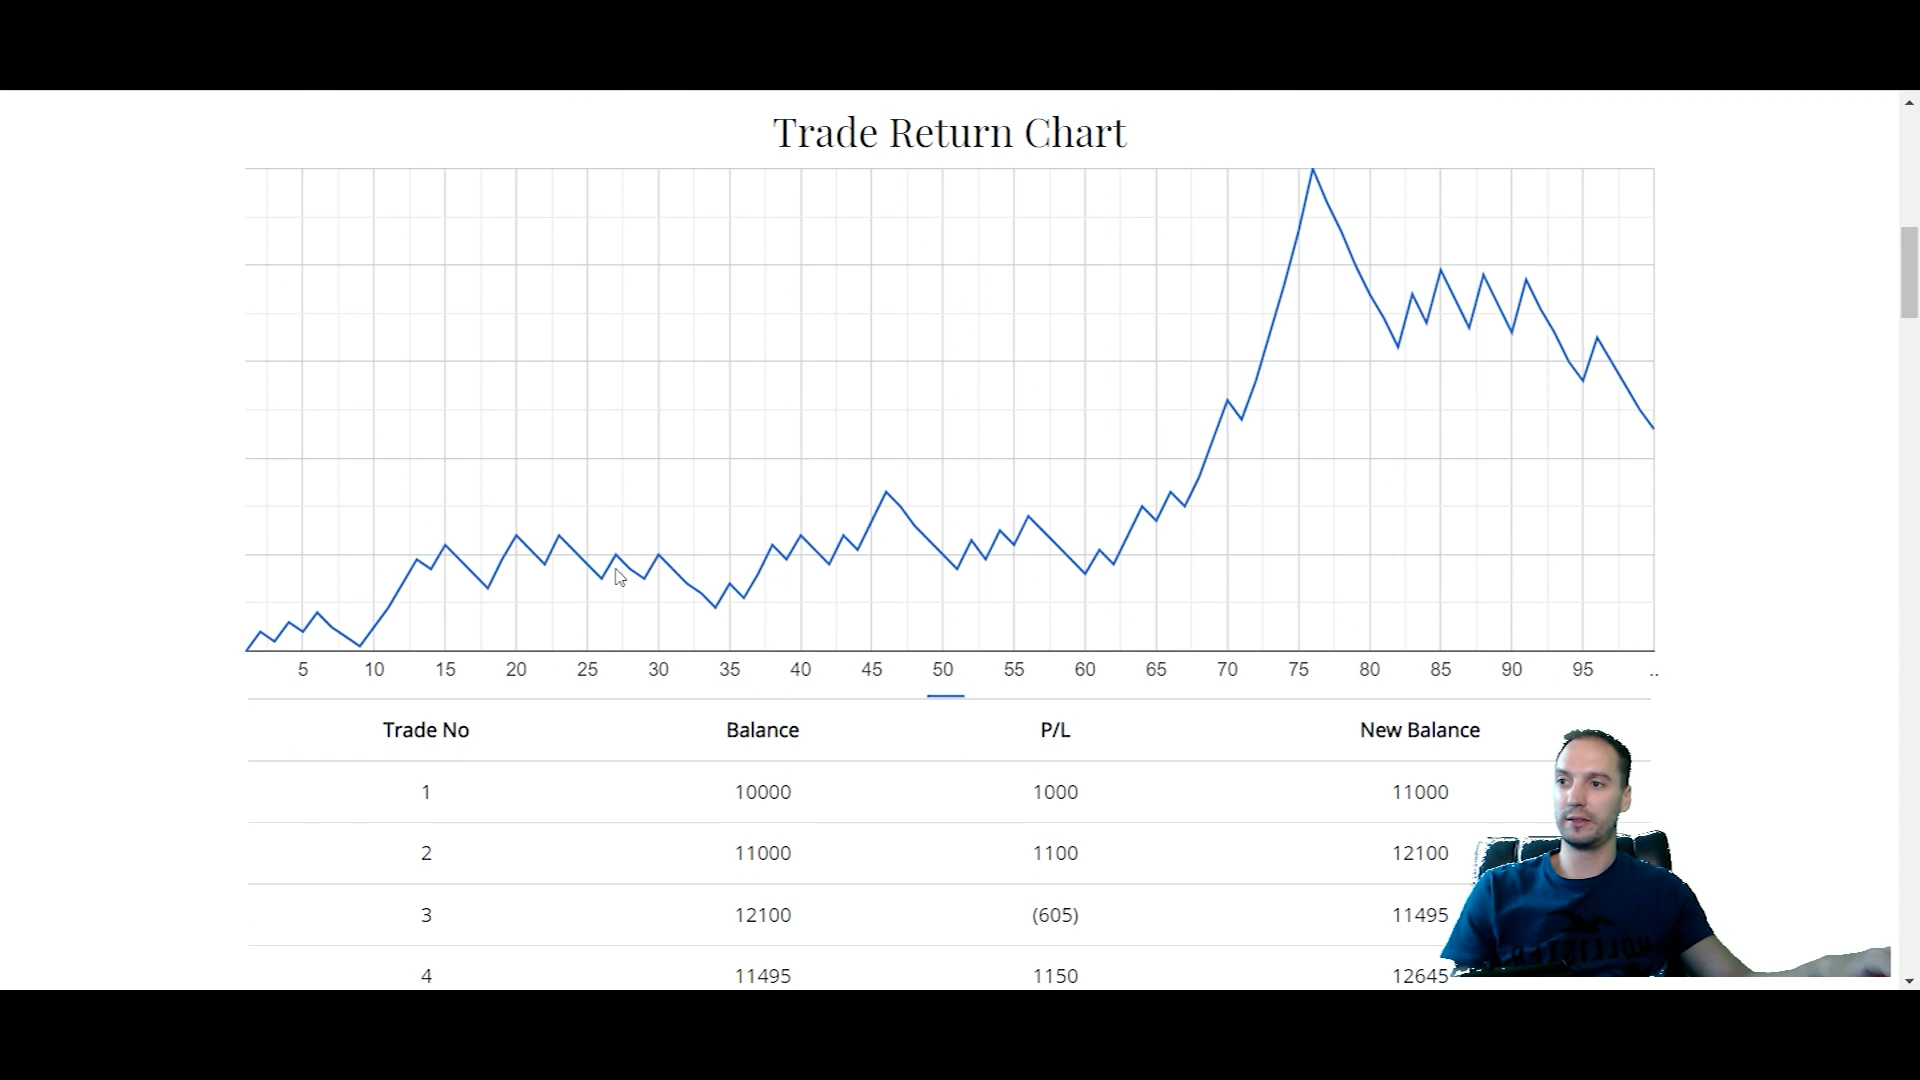 Trade Return Chart
5 10 15 20 25 30 35 40 45 50 55 60 65 70 75 80 85 90 95 ..
Trade No Balance P/L New Balance
1 10000 1000 11000
2 11000 1100 12100
3 12100 (605) 11495
4 11495 1150 12645